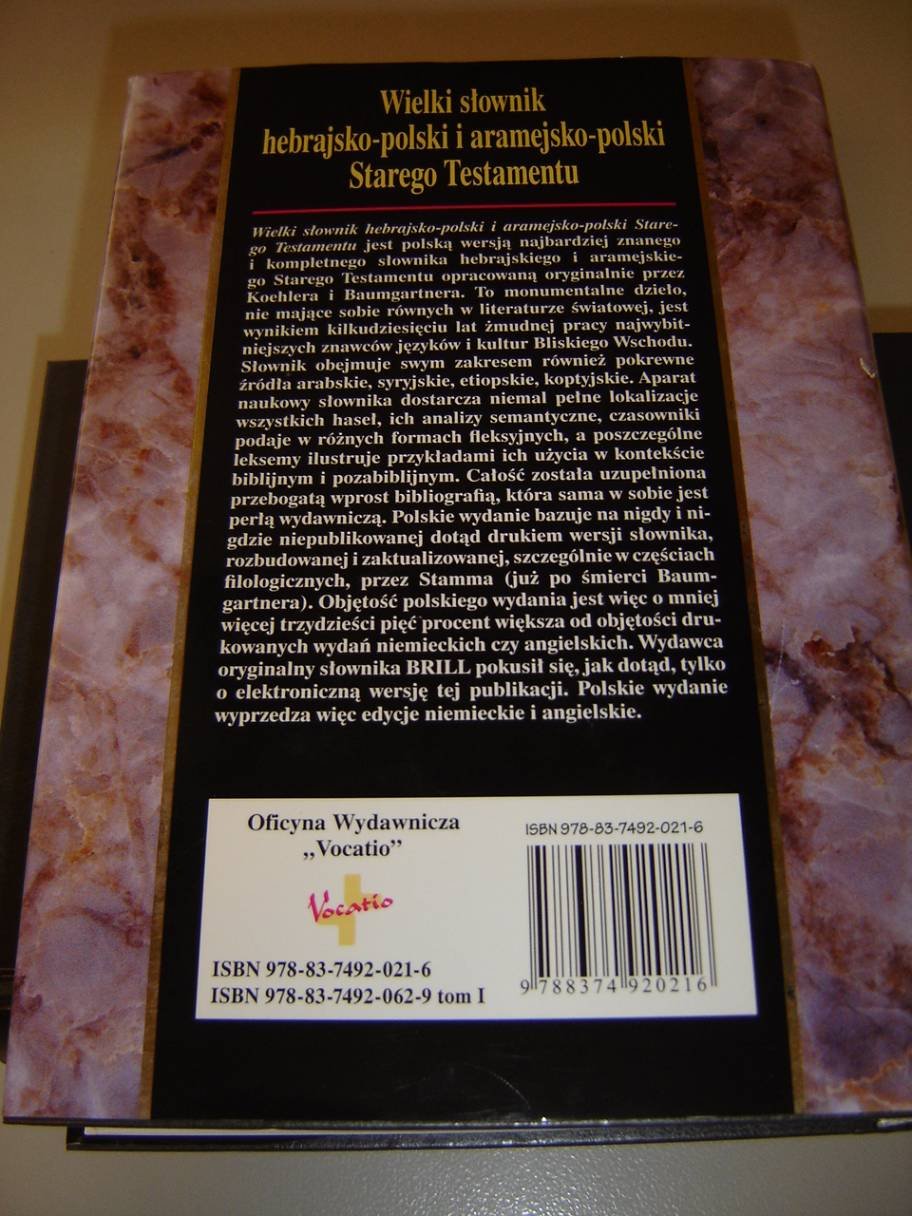 Wielki słownik
hebrajsko-polski i aramejsko-polski
Starego Testamentu
Wielki słownik hebrajsko-polski i aramejsko-polski Stare-
go Testamentu jest polską wersją najbardziej znanego
i kompletnego słownika hebrajskiego i aramejskie-
go Starego Testamentu opracowaną oryginalnie przez
Koehlera i Baumgartnera. To monumentalne dzieło,
nie mające sobie równych w literaturze światowej, jest
wynikiem kilkudziesięciu lat żmudnej pracy najwybit-
niejszych znawców języków i kultur Bliskiego Wschodu.
Słownik obejmuje swym zakresem również pokrewne
źródła arabskie, syryjskie, etiopskie, koptyjskie. Aparat
naukowy słownika dostarcza niemal pełne lokalizacje
wszystkich haseł, ich analizy semantyczne, czasowniki
podaje w różnych formach fleksyjnych, a poszczególne
leksemy ilustruje przykładami ich użycia w kontekście
biblijnym i pozabiblijnym. Całość została uzupełniona
przebogatą wprost bibliografią, która sama w sobie jest
perłą wydawniczą. Polskie wydanie bazuje na nigdy i ni-
gdzie niepublikowanej dotąd drukiem wersji słownika,
rozbudowanej i zaktualizowanej, szczególnie w częściach
filologicznych, przez Stamma (już po śmierci Baum-
gartnera). Objętość polskiego wydania jest więc o mniej
więcej trzydzieści pięć procent większa od objętości dru-
kowanych wydań niemieckich czy angielskich. Wydawca
oryginalny słownika BRILL pokusił się, jak dotąd, tylko
o elektroniczną wersję tej publikacji. Polskie wydanie
wyprzedza więc edycje niemieckie i angielskie.
Oficyna Wydawnicza
„Vocatio”
Vocatio
ISBN 978-83-7492-021-6
ISBN 978-83-7492-062-9 tom I
ISBN 978-83-7492-021-6
9 788374 920216